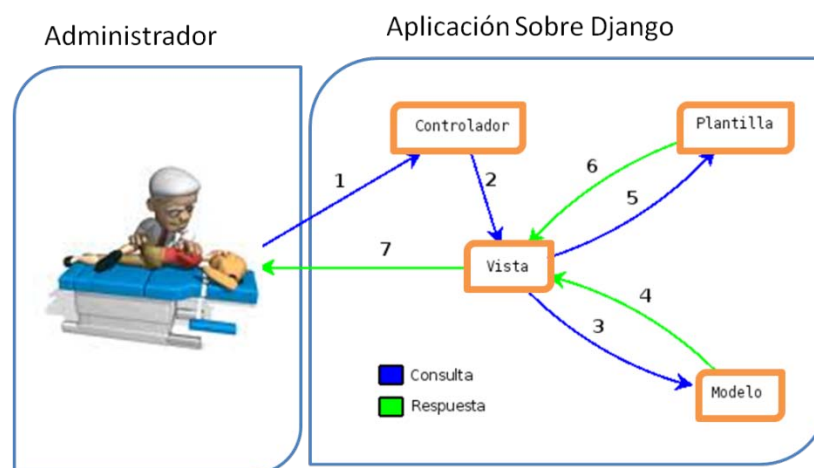 Administrador
Aplicación Sobre Django
Controlador
Plantilla
1
2
6
5
7
Vista
4
3
Consulta
Respuesta
Modelo